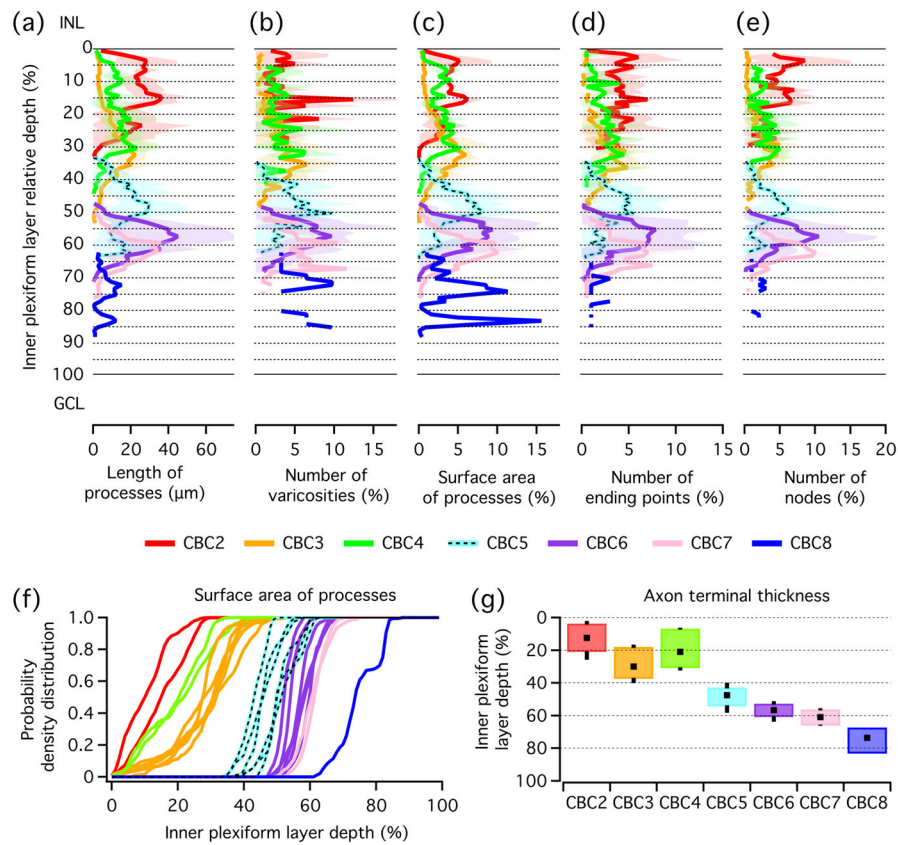 (a) INL (b) (c) (d) (e)
Inner plexiform layer relative depth (%)
0
10
20
30
40
50
60
70
80
90
100
GCL
0 20 40 60
0 5 10 15
0 5 10 15
0 5 10 15
0 5 10 15 20
Length of
processes (μm)
Number of
varicosities (%)
Surface area
of processes (%)
Number of
ending points (%)
Number of
nodes (%)
CBC2 CBC3 CBC4 CBC5 CBC6 CBC7 CBC8
(f) Surface area of processes
Probability
density distribution
1.0
0.8
0.6
0.4
0.2
0
0 20 40 60 80 100
Inner plexiform layer depth (%)
(g) Axon terminal thickness
Inner plexiform
layer depth (%)
0
20
40
60
80
100
CBC2 CBC3 CBC4 CBC5 CBC6 CBC7 CBC8